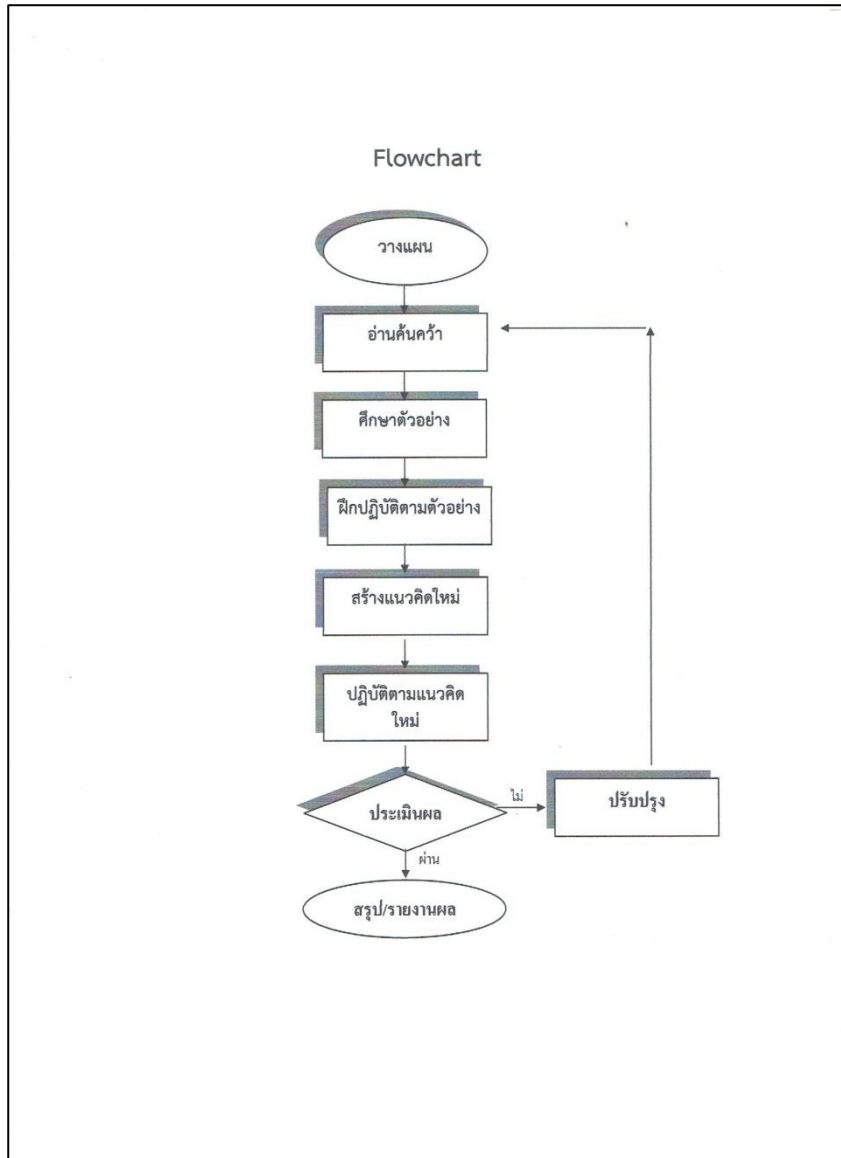 Flowchart
วางแผน
อ่านค้นคว้า
ศึกษาตัวอย่าง
ฝึกปฏิบัติตามตัวอย่าง
สร้างแนวคิดใหม่
ปฏิบัติตามแนวคิด
ใหม่
ประเมินผล
ไม่
ปรับปรุง
ผ่าน
สรุป/รายงานผล